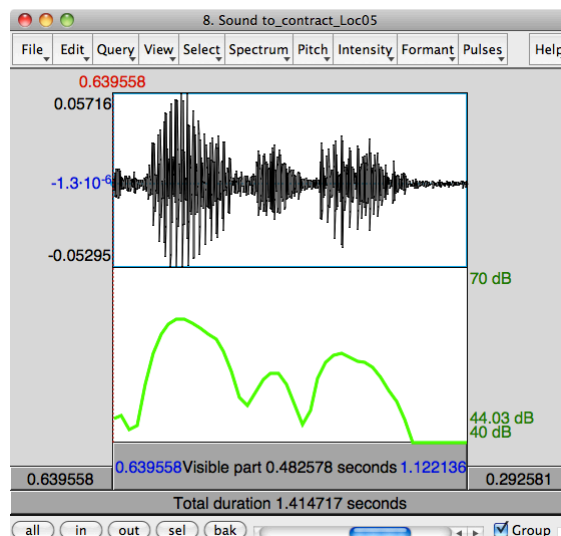 8. Sound to_contract_Loc05
File Edit Query View Select Spectrum Pitch Intensity Formant Pulses Help
0.639558
0.05716
-1.3·10⁻⁶
-0.05295
70 dB
44.03 dB
40 dB
0.639558 Visible part 0.482578 seconds 1.122136
0.639558 0.292581
Total duration 1.414717 seconds
all in out sel bak Group